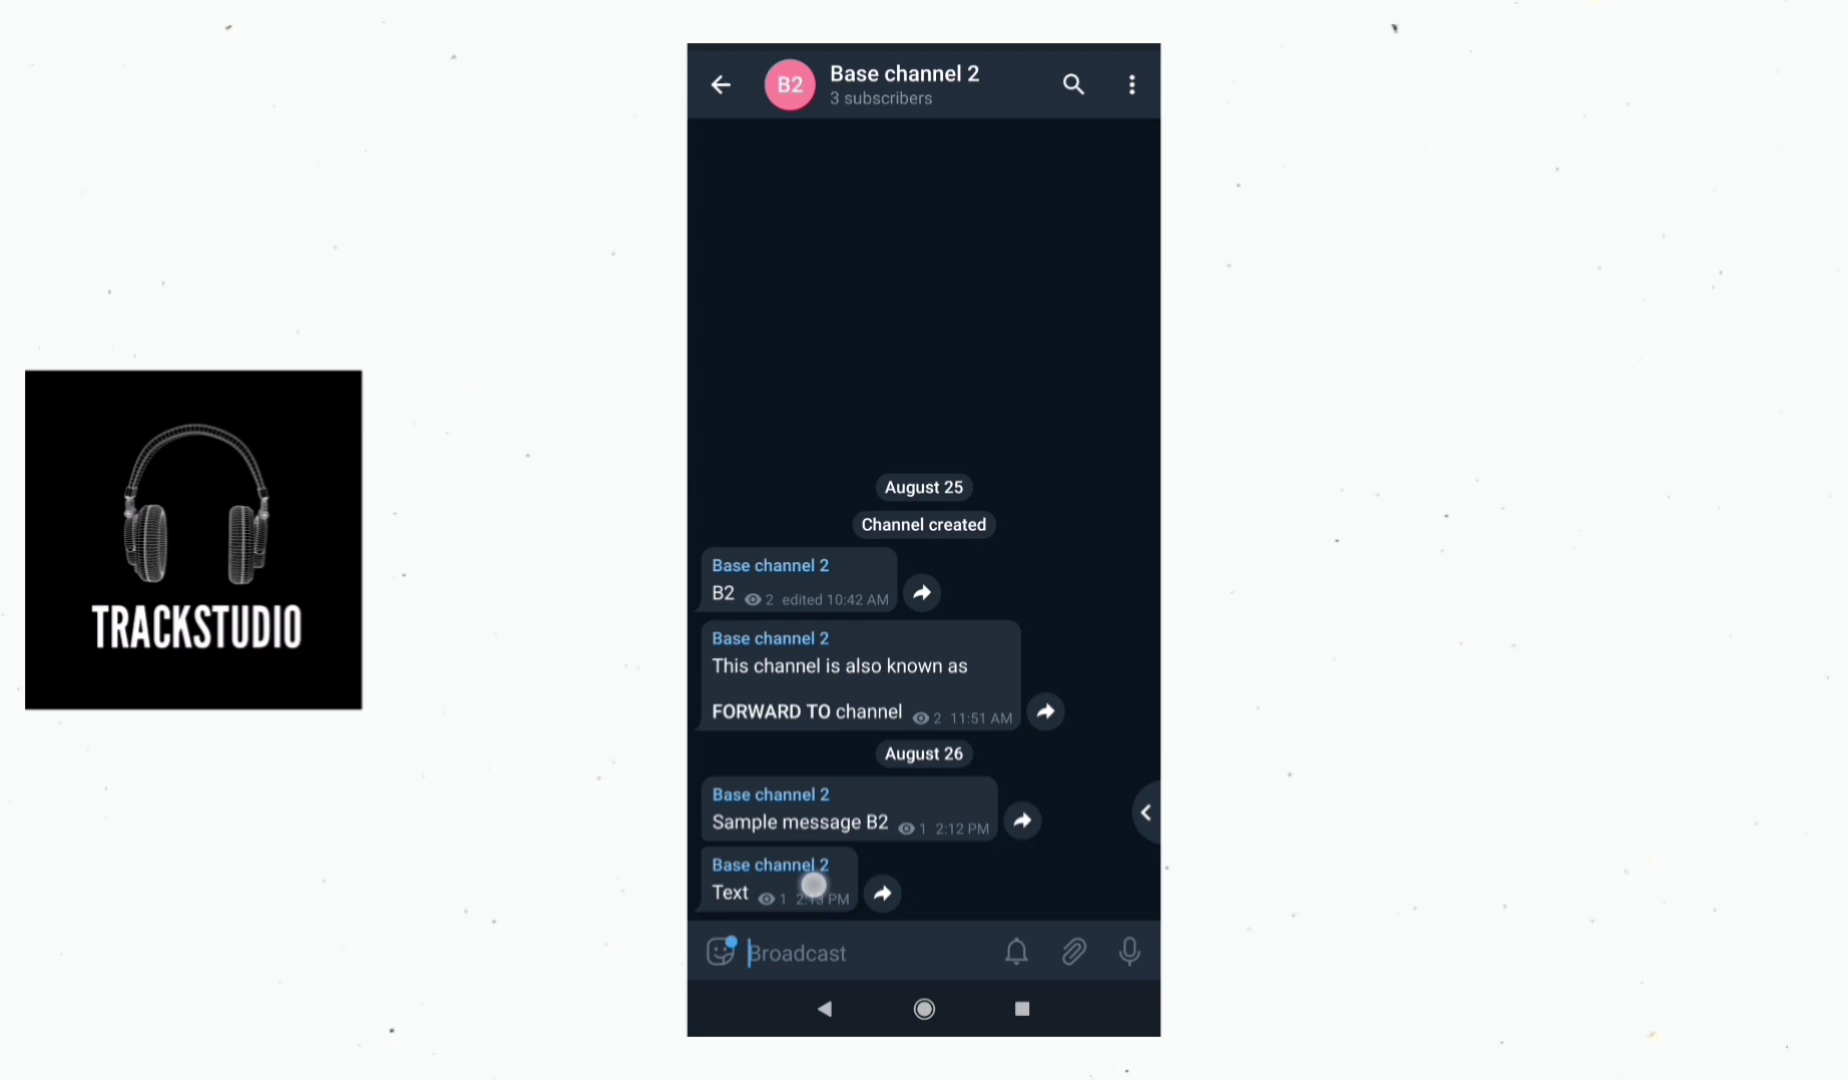 B2
Base channel 2
3 subscribers
August 25
Channel created
Base channel 2
B2 2 edited 10:42 AM
Base channel 2
This channel is also known as
FORWARD TO channel 2 11:51 AM
August 26
Base channel 2
Sample message B2 1 2:12 PM
Base channel 2
Text 1 PM
Broadcast
TRACKSTUDIO